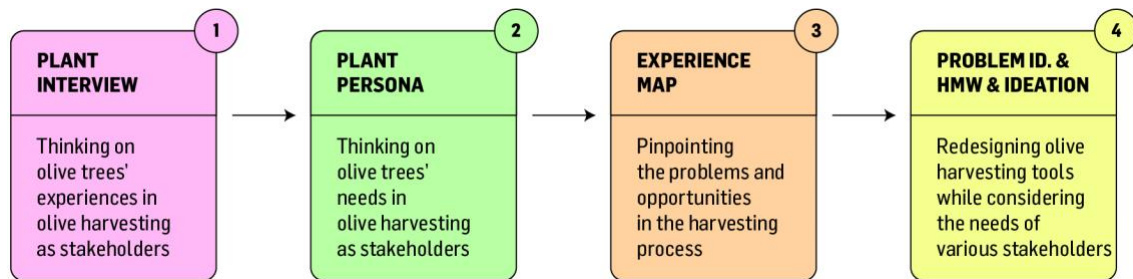 1
PLANT
INTERVIEW
Thinking on
olive trees'
experiences in
olive harvesting
as stakeholders
2
PLANT
PERSONA
Thinking on
olive trees'
needs in
olive harvesting
as stakeholders
3
EXPERIENCE
MAP
Pinpointing
the problems and
opportunities
in the harvesting
process
4
PROBLEM ID. &
HMW & IDEATION
Redesigning olive
harvesting tools
while considering
the needs of
various stakeholders